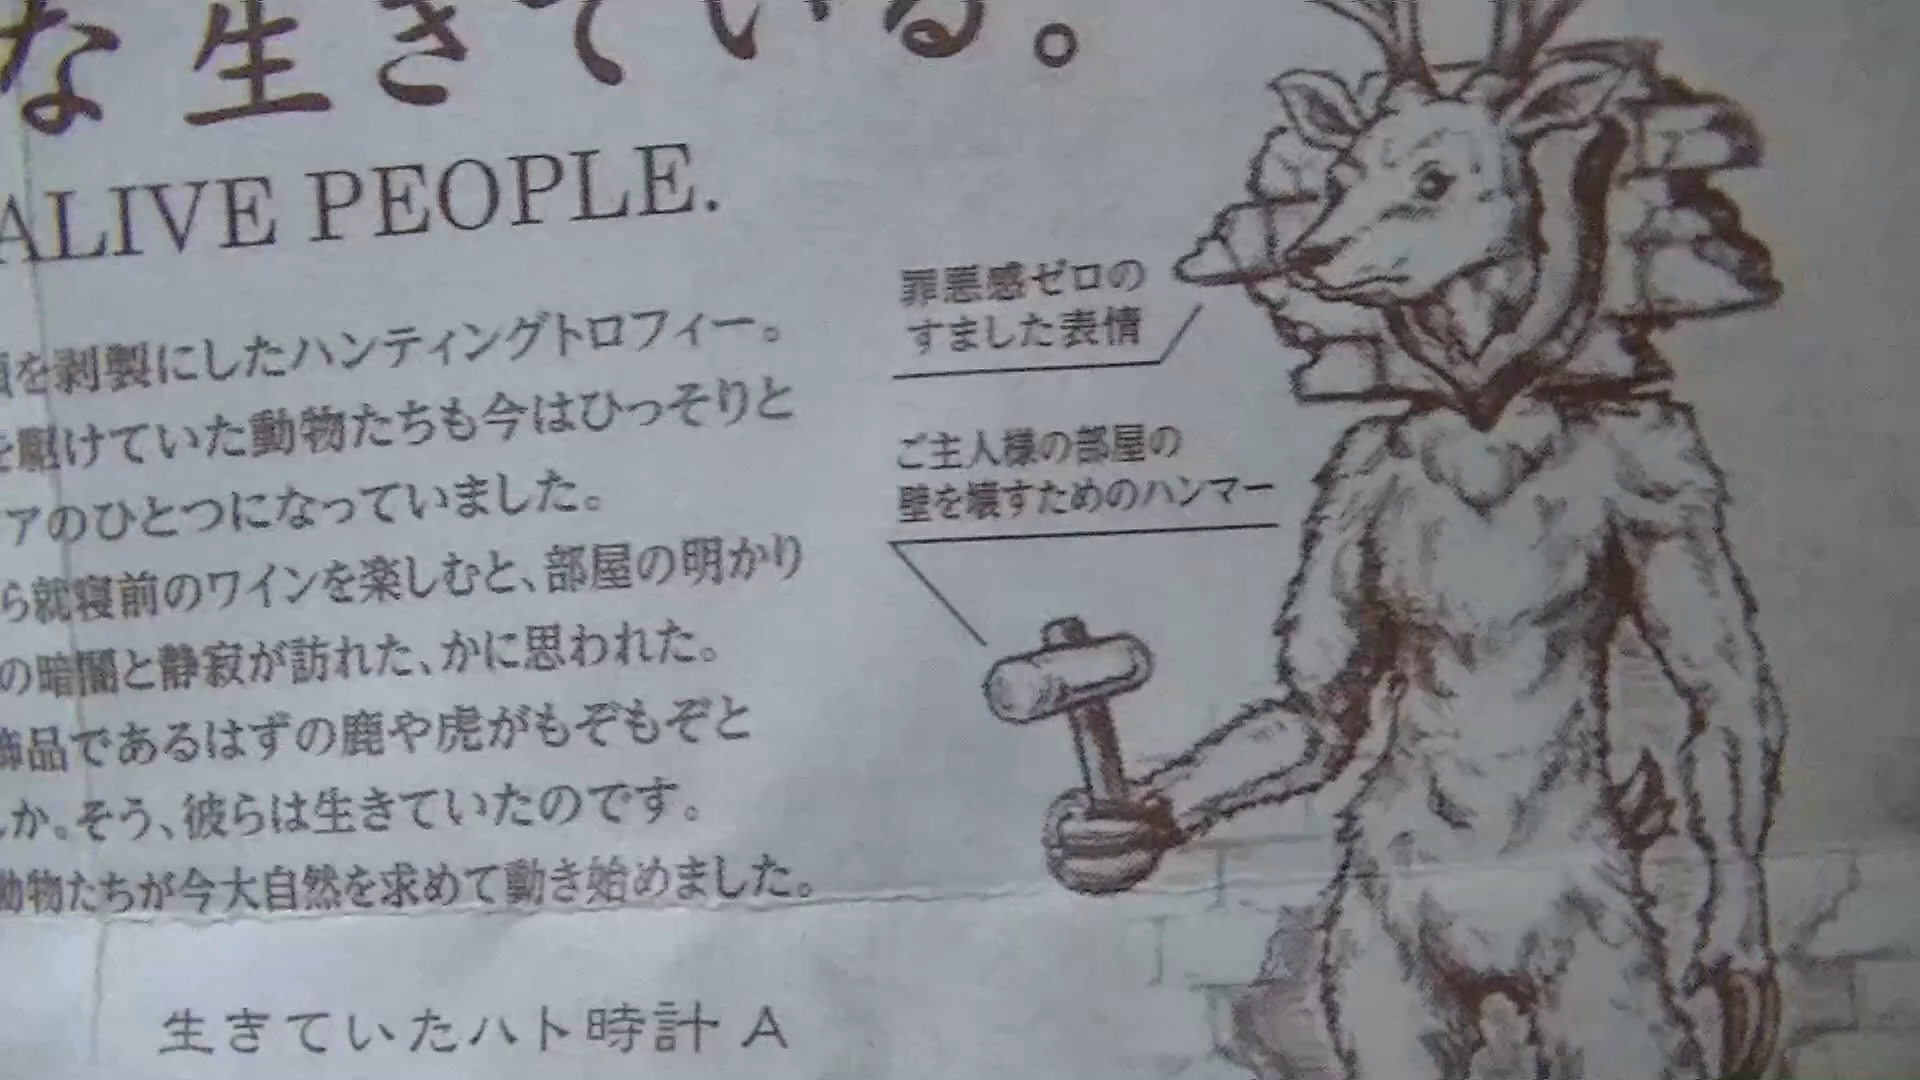 な生きている。
ALIVE PEOPLE.
を剥製にしたハンティングトロフィー。
を駆けていた動物たちも今はひっそりと
アのひとつになっていました。
ら就寝前のワインを楽しむと、部屋の明かり
の暗闇と静寂が訪れた、かに思われた。
飾品であるはずの鹿や虎がもぞもぞと
か。そう、彼らは生きていたのです。
動物たちが今大自然を求めて動き始めました。
生きていたハト時計 A
罪悪感ゼロの
すました表情
ご主人様の部屋の
壁を壊すためのハンマー